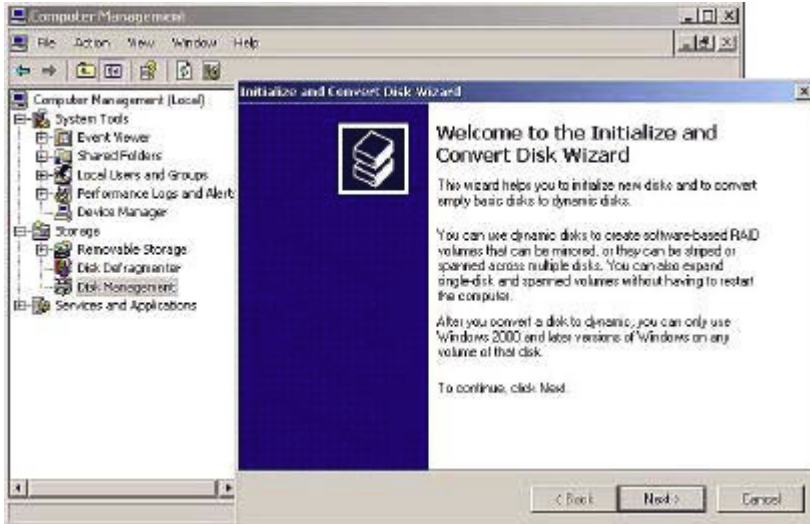 Computer Management
File Action View Window Help
Computer Management (Local)
System Tools
Event Viewer
Shared Folders
Local Users and Groups
Performance Logs and Alert
Device Manager
Storage
Removable Storage
Disk Defragmenter
Disk Management
Services and Applications
Initialize and Convert Disk Wizard
Welcome to the Initialize and
Convert Disk Wizard
This wizard helps you to initialize new disks and to convert
empty basic disks to dynamic disks.
You can use dynamic disks to create software-based RAID
volumes that can be mirrored, or they can be striped or
spanned across multiple disks. You can also expand
single-disk and spanned volumes without having to restart
the computer.
After you convert a disk to dynamic, you can only use
Windows 2000 and later versions of Windows on any
volume of that disk.
To continue, click Next.
< Back Next > Cancel